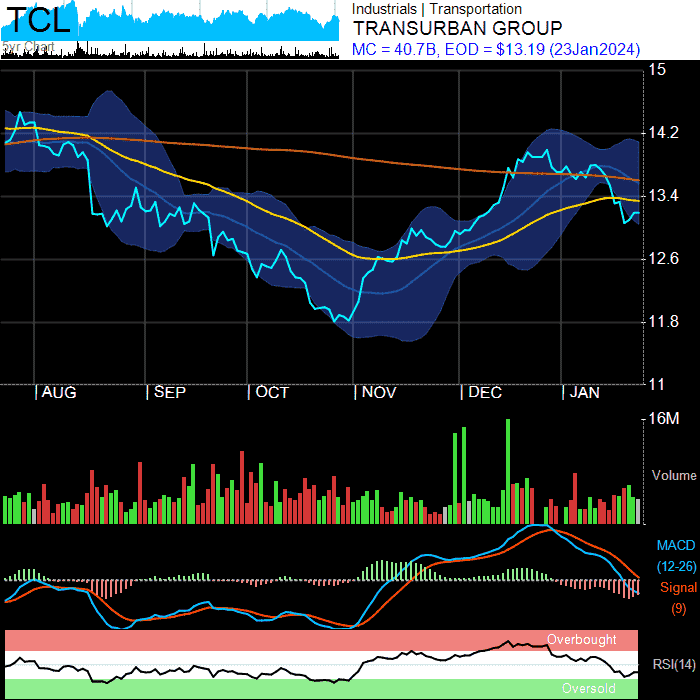 TCL
5yr Chart
Industrials | Transportation
TRANSURBAN GROUP
MC = 40.7B, EOD = $13.19 (23Jan2024)
15
14.2
13.4
12.6
11.8
11
| AUG | SEP | OCT | NOV | DEC | JAN
16M
Volume
MACD
(12-26)
Signal
(9)
Overbought
RSI(14)
Oversold